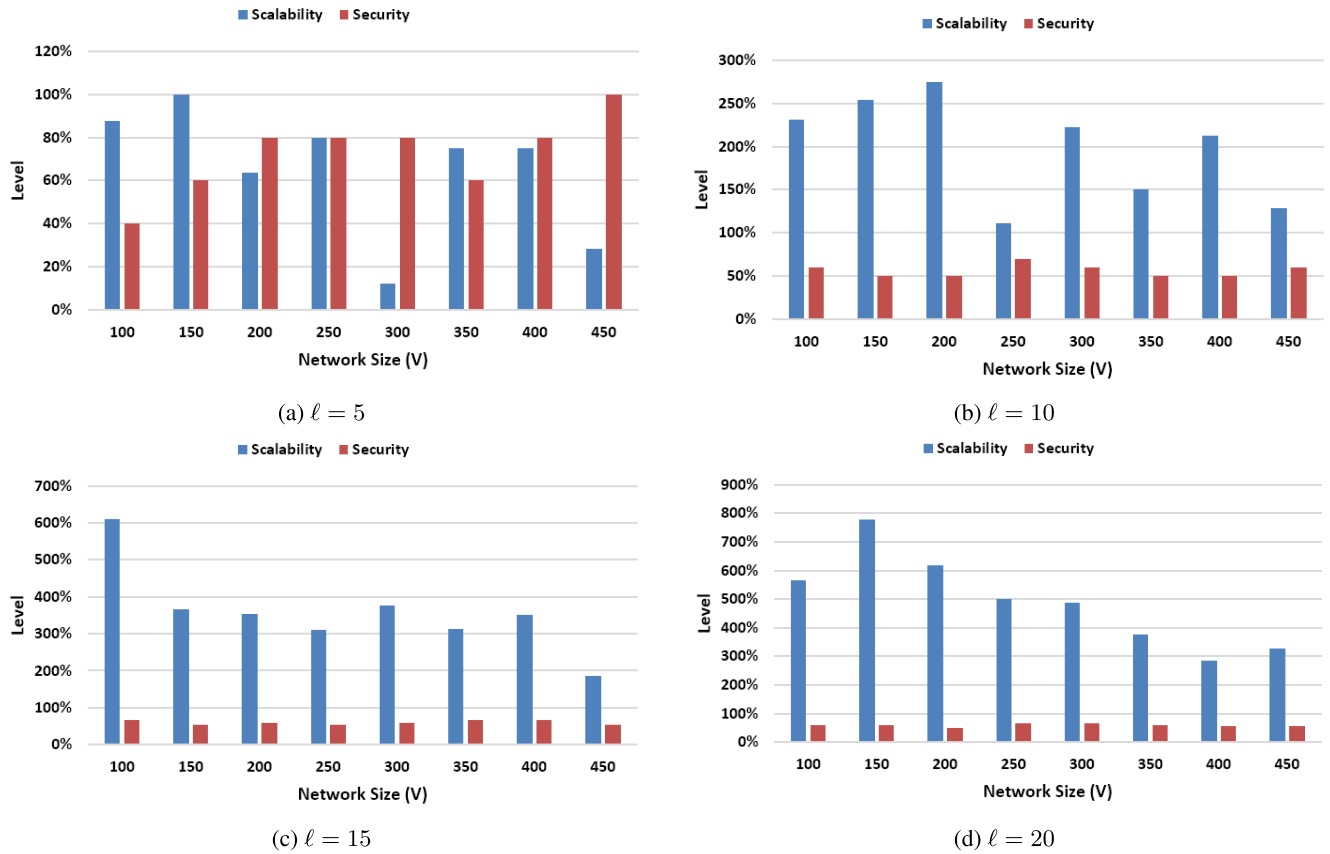 Scalability Security
120%
100%
80%
60%
40%
20%
0%
Level
100 150 200 250 300 350 400 450
Network Size (V)
(a) ℓ = 5
Scalability Security
300%
250%
200%
150%
100%
50%
0%
Level
100 150 200 250 300 350 400 450
Network Size (V)
(b) ℓ = 10
Scalability Security
700%
600%
500%
400%
300%
200%
100%
0%
Level
100 150 200 250 300 350 400 450
Network Size (V)
(c) ℓ = 15
Scalability Security
900%
800%
700%
600%
500%
400%
300%
200%
100%
0%
Level
100 150 200 250 300 350 400 450
Network Size (V)
(d) ℓ = 20